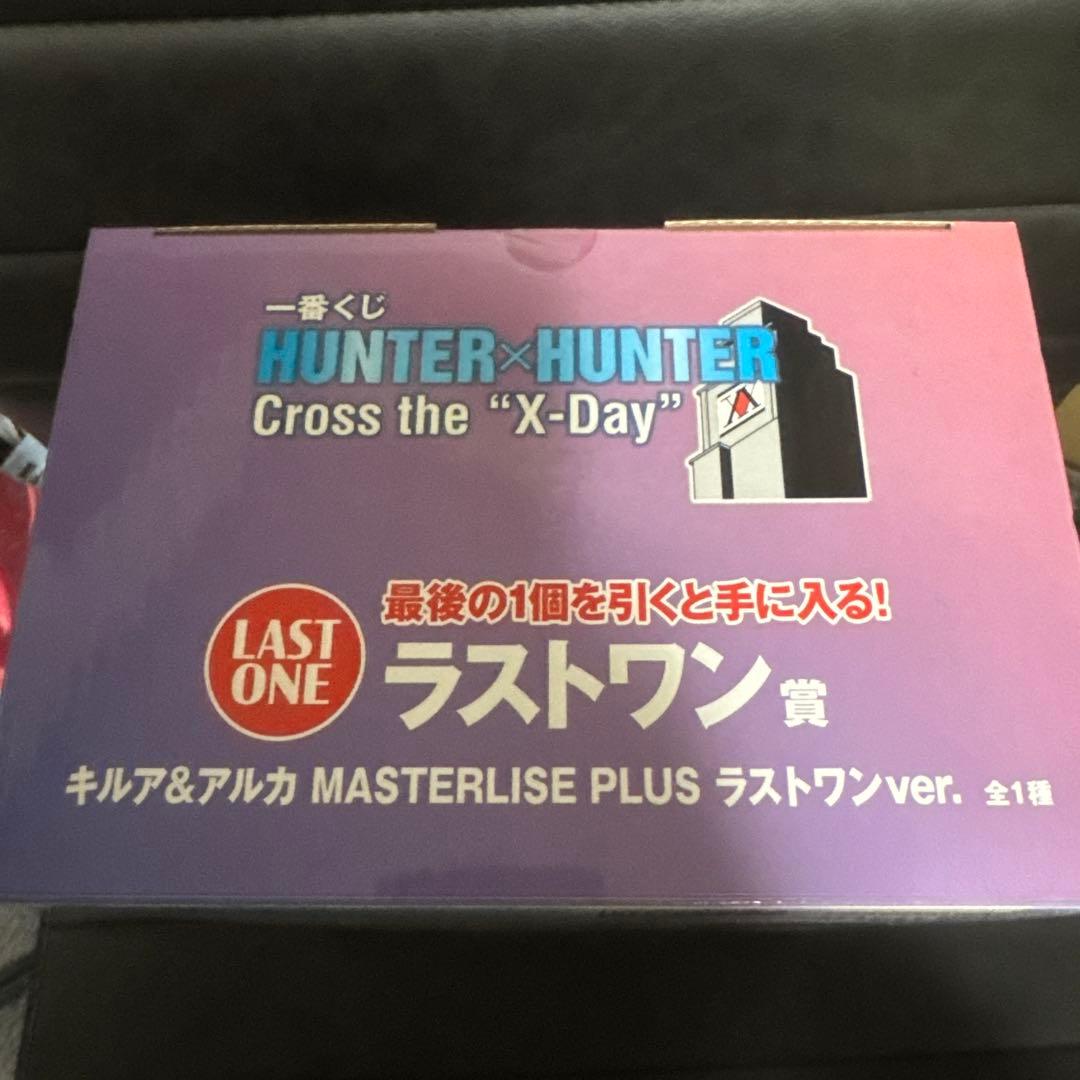 一番くじ
HUNTER×HUNTER
Cross the “X-Day”
LAST ONE
最後の1個を引くと手に入る!
ラストワン賞
キルア&アルカ MASTERLISE PLUS ラストワンver. 全1種